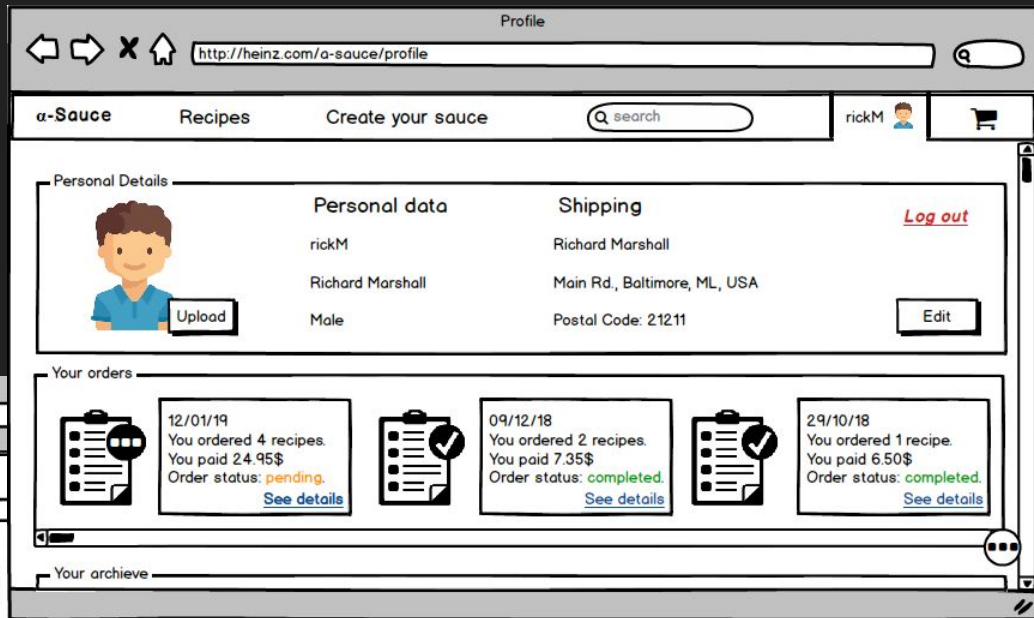 Profile
http://heinz.com/a-sauce/profile
α-Sauce
Recipes
Create your sauce
search
rickM
Personal Details
Upload
Personal data
rickM
Richard Marshall
Male
Shipping
Richard Marshall
Main Rd., Baltimore, ML, USA
Postal Code: 21211
Log out
Edit
Your orders
12/01/19
You ordered 4 recipes.
You paid 24.95$
Order status: pending.
See details
09/12/18
You ordered 2 recipes.
You paid 7.35$
Order status: completed.
See details
29/10/18
You ordered 1 recipe.
You paid 6.50$
Order status: completed.
See details
Your archieve